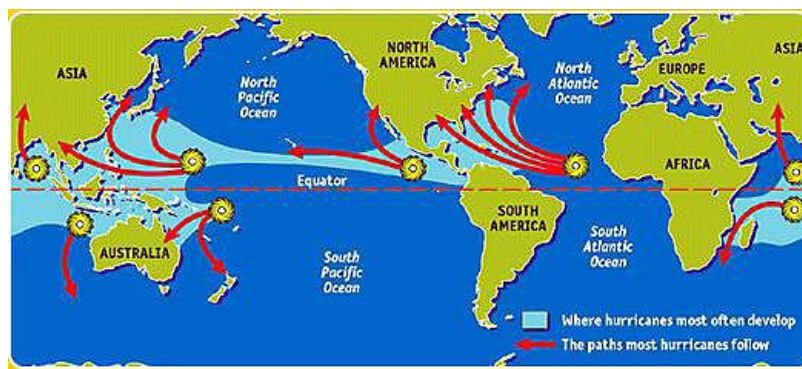 NORTH
AMERICA
ASIA
North
Pacific
Ocean
North
Atlantic
Ocean
EUROPE
ASIA
AFRICA
Equator
SOUTH
AMERICA
AUSTRALIA
South
Pacific
Ocean
South
Atlantic
Ocean
Where hurricanes most often develop
The paths most hurricanes follow